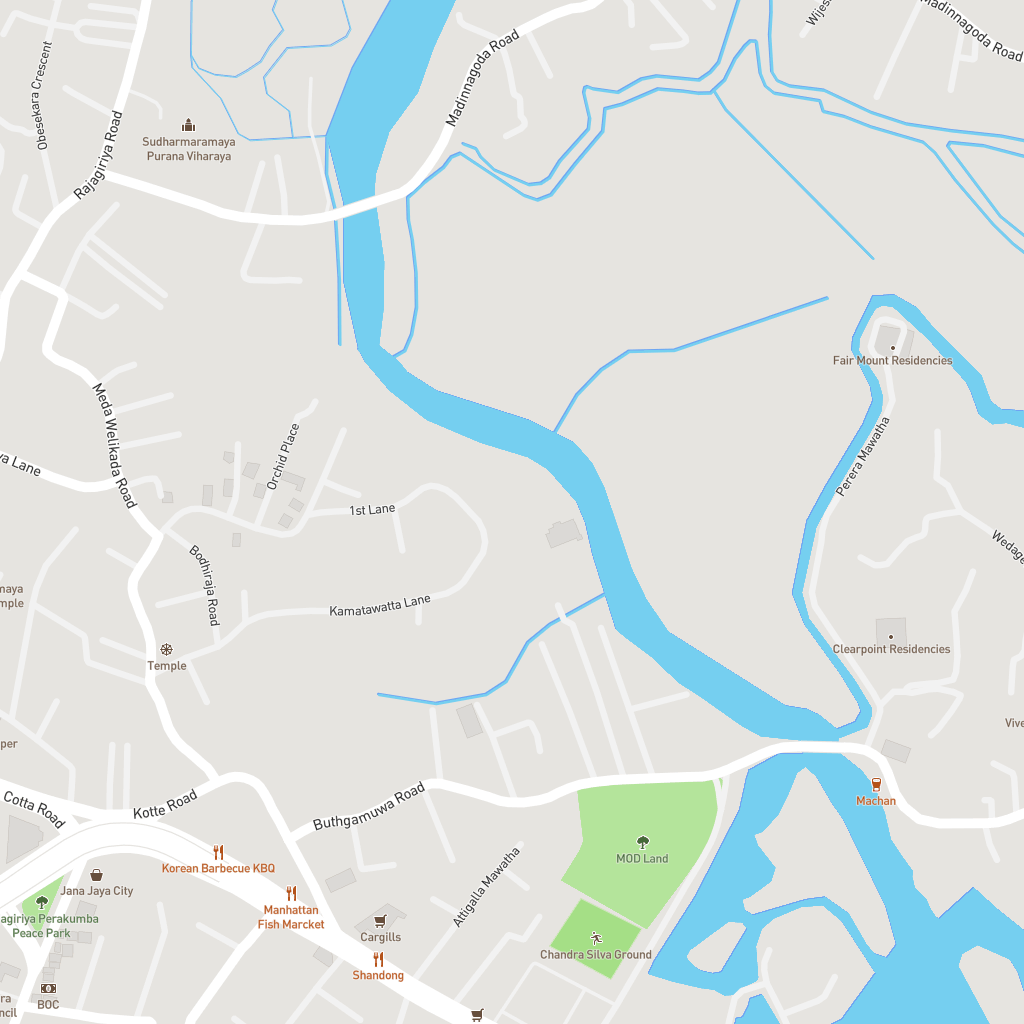 Madinnagoda Road
Madinnagoda Road
Obesekara Crescent
Rajagiriya Road
Sudharmaramaya
Purana Viharaya
Fair Mount Residencies
Meda Welikada Road
Orchid Place
Perera Mawatha
Lane
1st Lane
Bodhiraja Road
Kamatawatta Lane
Temple
Clearpoint Residencies
Cotta Road
Kotte Road
Buthgamuwa Road
Machan
MOD Land
Korean Barbecue KBQ
Jana Jaya City
Manhattan
Fish Marcket
Attigalla Mawatha
agiriya Perakumba
Peace Park
Cargills
Chandra Silva Ground
Shandong
BOC